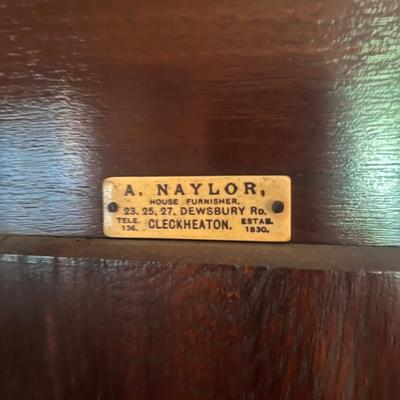 A. NAYLOR,
HOUSE FURNISHER.
23, 25, 27, DEWSBURY RD.
TELE. 136. CLECKHEATON. ESTAB. 1830.